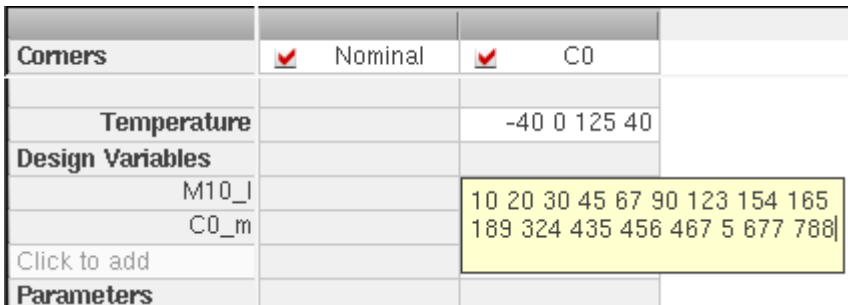 Corners Nominal C0
Temperature -40 0 125 40
Design Variables
M10_l 10 20 30 45 67 90 123 154 165
C0_m 189 324 435 456 467 5 677 788
Click to add
Parameters